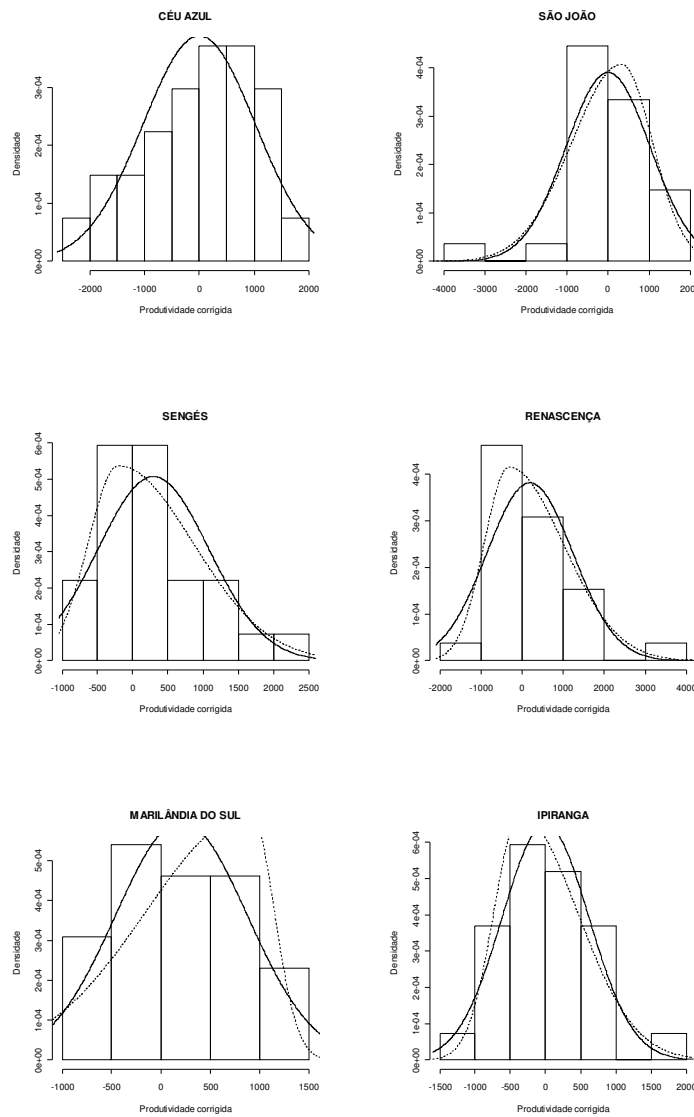 CÉU AZUL
Densidade
0e+00 1e-04 2e-04 3e-04
-2000 -1000 0 1000 2000
Produtividade corrigida
SÃO JOÃO
Densidade
0e+00 1e-04 2e-04 3e-04 4e-04
-4000 -3000 -2000 -1000 0 1000 2000
Produtividade corrigida
SENGÉS
Densidade
0e+00 1e-04 2e-04 3e-04 4e-04 5e-04 6e-04
-1000 -500 0 500 1000 1500 2000 2500
Produtividade corrigida
RENASCENÇA
Densidade
0e+00 1e-04 2e-04 3e-04 4e-04
-2000 -1000 0 1000 2000 3000 4000
Produtividade corrigida
MARILÂNDIA DO SUL
Densidade
0e+00 1e-04 2e-04 3e-04 4e-04 5e-04
-1000 -500 0 500 1000 1500
Produtividade corrigida
IPIRANGA
Densidade
0e+00 1e-04 2e-04 3e-04 4e-04 5e-04 6e-04
-1500 -1000 -500 0 500 1000 1500 2000
Produtividade corrigida